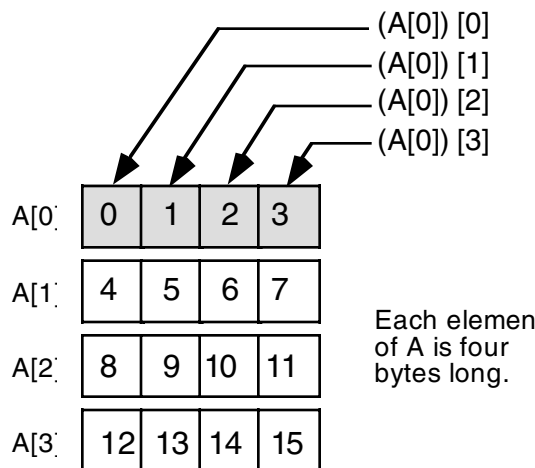 (A[0]) [0]
(A[0]) [1]
(A[0]) [2]
(A[0]) [3]
A[0] 0 1 2 3
A[1] 4 5 6 7
Each elemen
of A is four
bytes long.
A[2] 8 9 10 11
A[3] 12 13 14 15